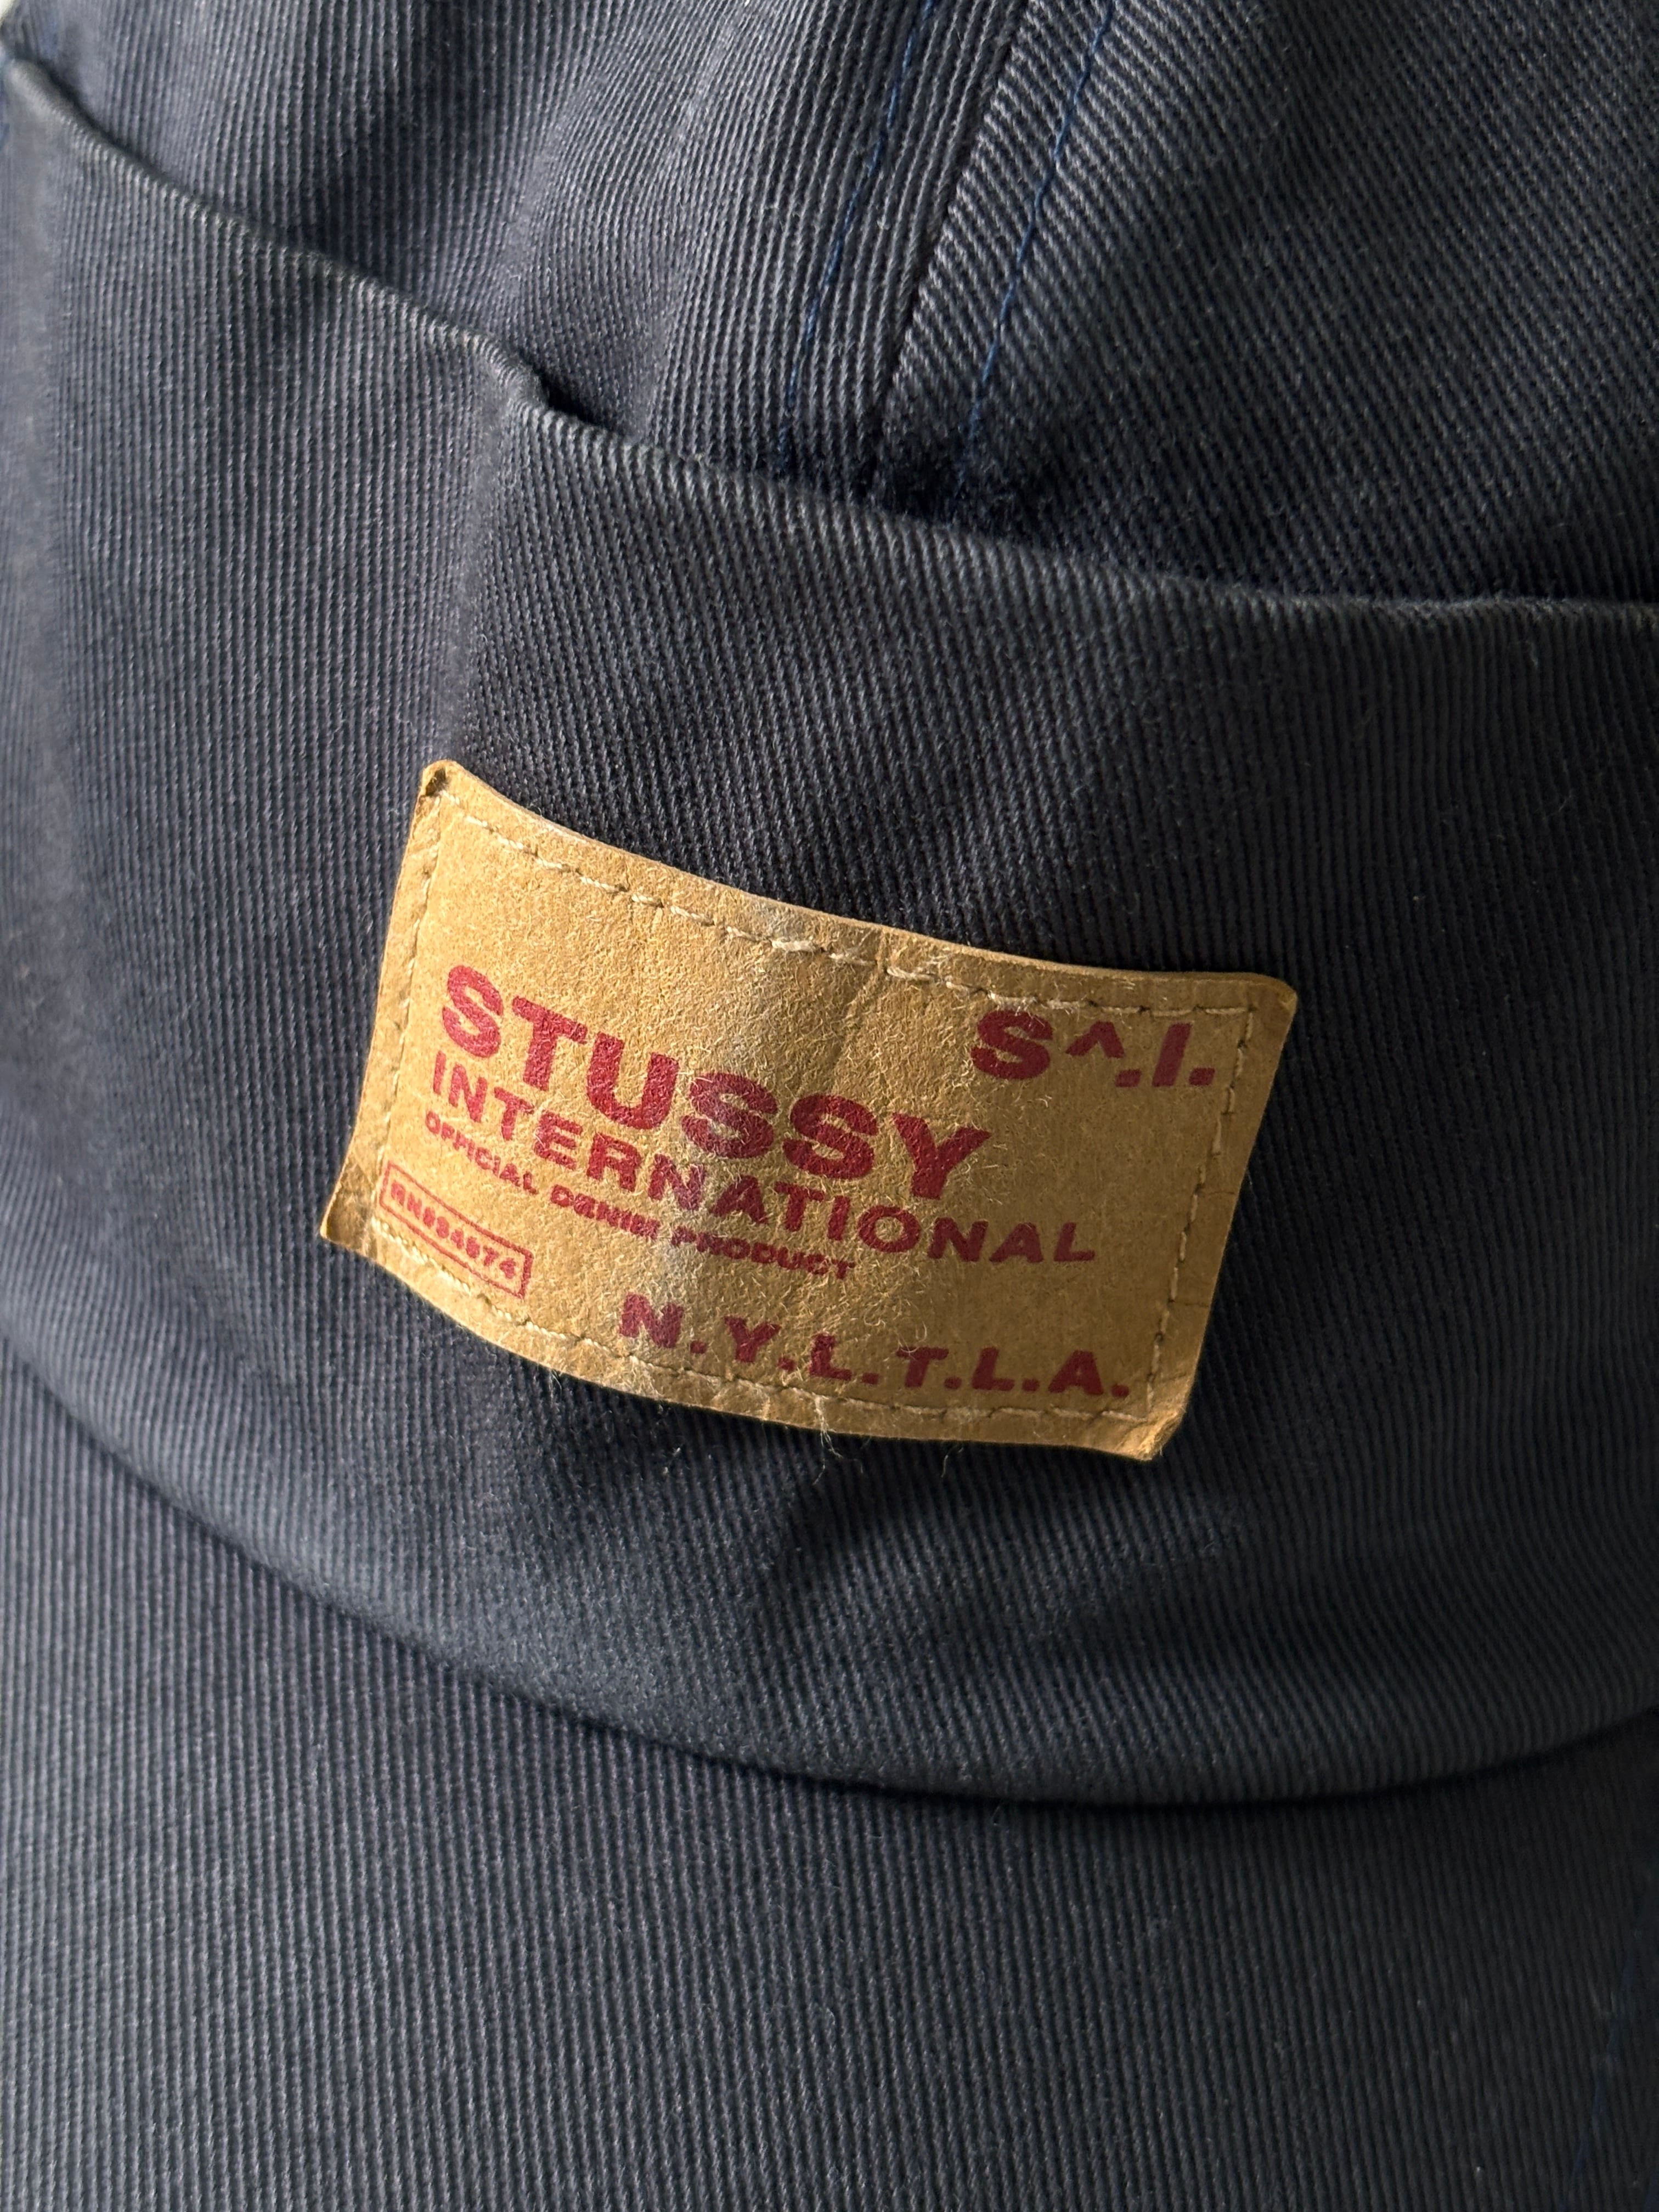 S^.I.
STUSSY
INTERNATIONAL
OFFICIAL DENIM PRODUCT
N.Y.L.T.L.A.